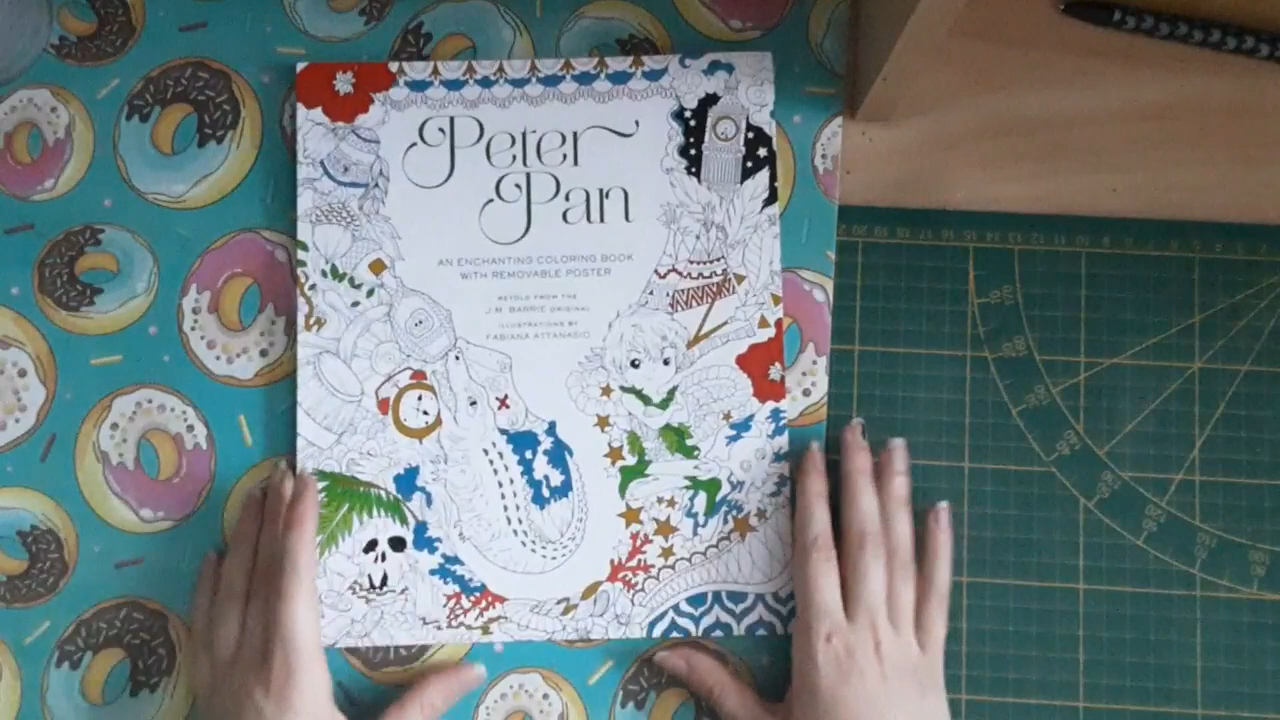 Peter
Pan
AN ENCHANTING COLORING BOOK
WITH REMOVABLE POSTER
RETOLD FROM THE
J.M. BARRIE ORIGINAL
ILLUSTRATIONS BY
FABIANA ATTANASIO